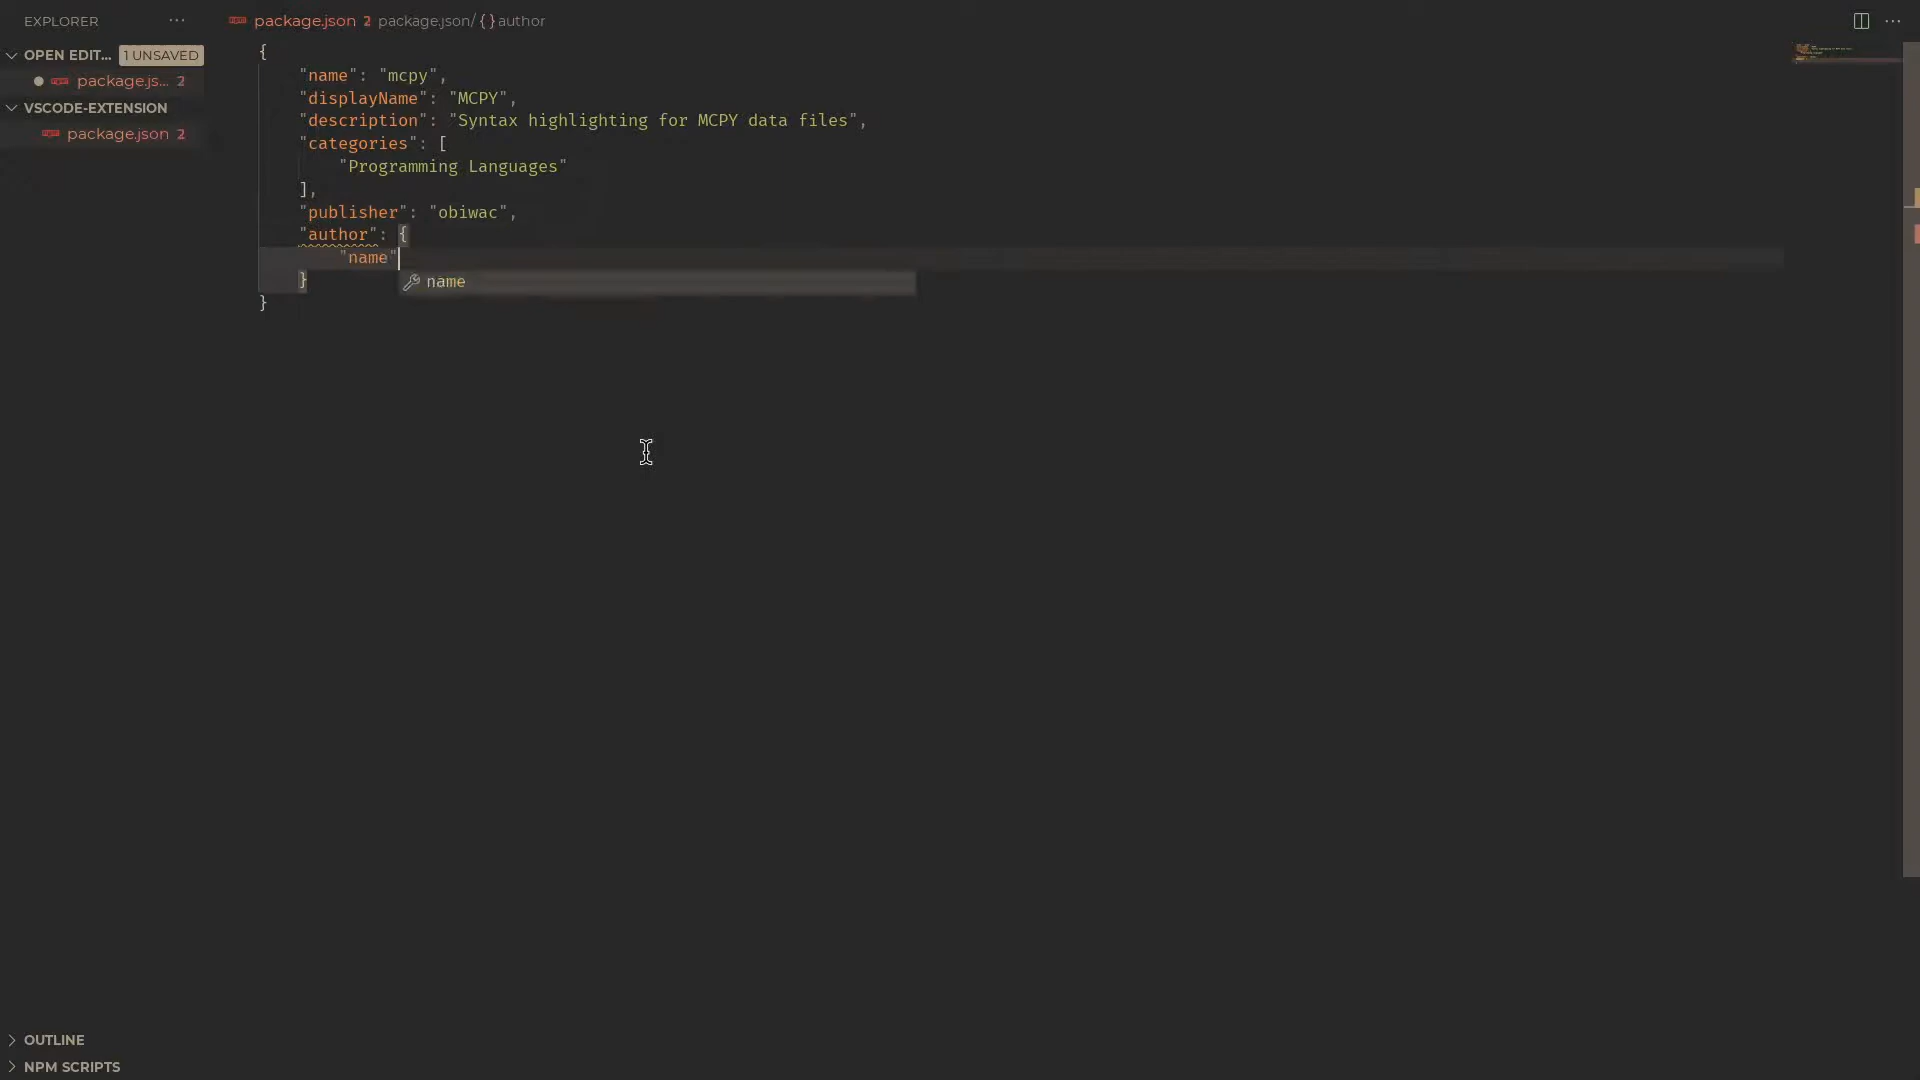 EXPLORER ···
package.json 2 package.json/ {} author
···
OPEN EDIT... 1 UNSAVED
package.js... 2
VSCODE-EXTENSION
package.json 2
{
"name": "mcpy",
"displayName": "MCPY",
"description": "Syntax highlighting for MCPY data files",
"categories": [
"Programming Languages"
],
"publisher": "obiwac",
"author": {
"name"
}
name
}
OUTLINE
NPM SCRIPTS